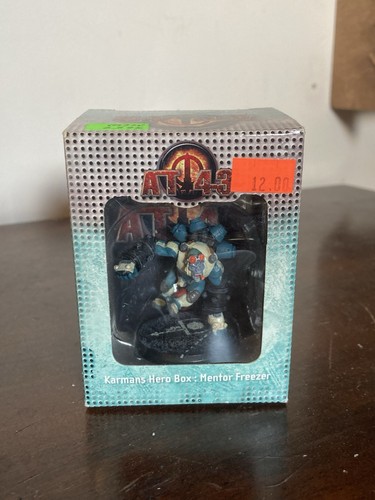 AT-43
12.00
Karmans Hero Box : Mentor Freezer